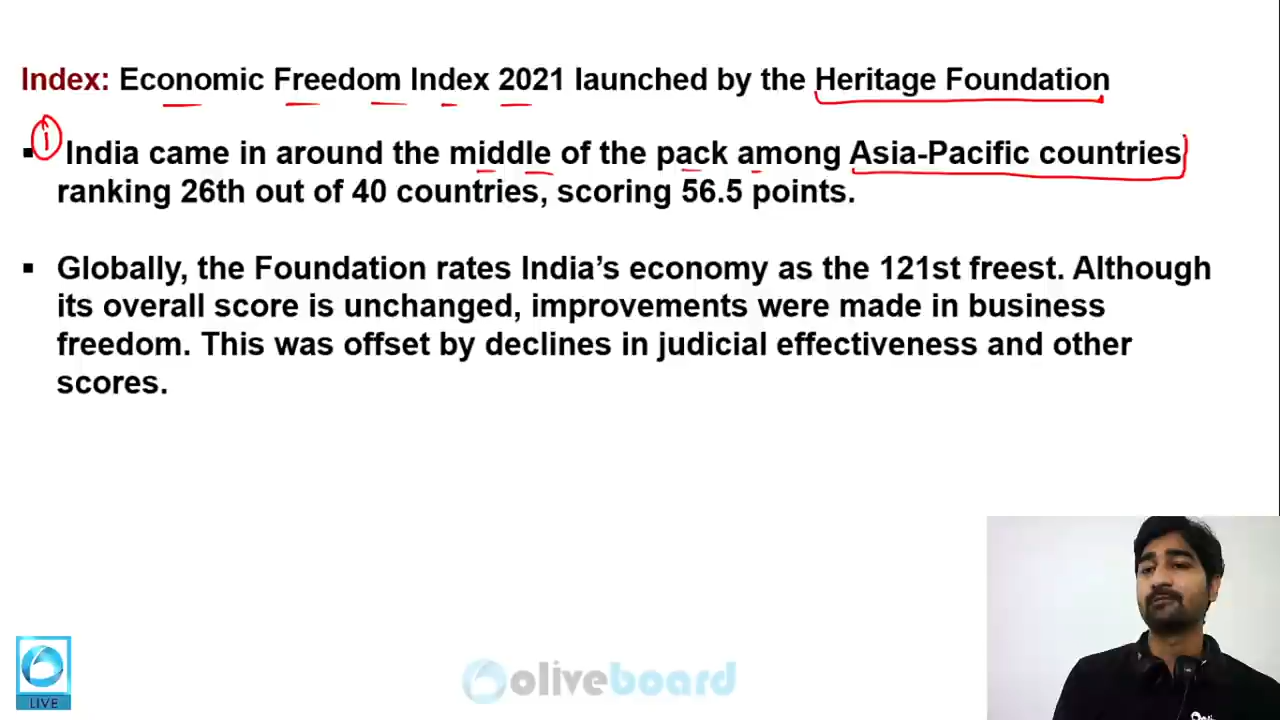 Index: Economic Freedom Index 2021 launched by the Heritage Foundation
i
▪ India came in around the middle of the pack among Asia-Pacific countries
ranking 26th out of 40 countries, scoring 56.5 points.
▪ Globally, the Foundation rates India’s economy as the 121st freest. Although
its overall score is unchanged, improvements were made in business
freedom. This was offset by declines in judicial effectiveness and other
scores.
LIVE
oliveboard